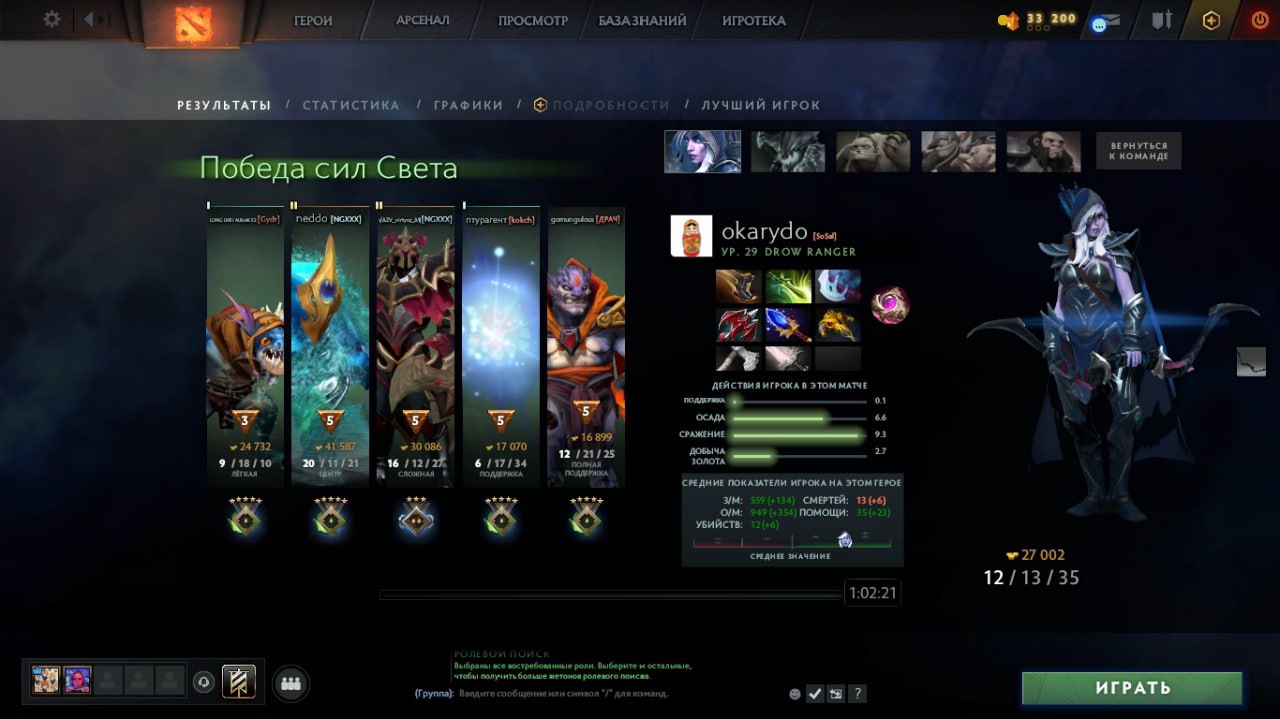 ГЕРОИ АРСЕНАЛ ПРОСМОТР БАЗА ЗНАНИЙ ИГРОТЕКА 33 200
РЕЗУЛЬТАТЫ / СТАТИСТИКА / ГРАФИКИ / ПОДРОБНОСТИ / ЛУЧШИЙ ИГРОК
ВЕРНУТЬСЯ
К КОМАНДЕ
Победа сил Света
[Gydr] neddo [NGXXX] [NGXXX] птурагент [kokch] gomungulous [ДРАЧ]
3 5 5 5 5
24 732 41 587 30 086 17 070 16 899
9 / 18 / 10 20 / 11 / 21 16 / 12 / 27 6 / 17 / 34 12 / 21 / 25
ЛЁГКАЯ ЦЕНТР СЛОЖНАЯ ПОДДЕРЖКА ПОЛНАЯ
ПОДДЕРЖКА
okarydo [SoSal]
УР. 29 DROW RANGER
ДЕЙСТВИЯ ИГРОКА В ЭТОМ МАТЧЕ
ПОДДЕРЖКА 0.1
ОСАДА 6.6
СРАЖЕНИЕ 9.3
ДОБЫЧА
ЗОЛОТА 2.7
СРЕДНИЕ ПОКАЗАТЕЛИ ИГРОКА НА ЭТОМ ГЕРОЕ
З/М: 559 (+134) СМЕРТЕЙ: 13 (+6)
О/М: 949 (+354) ПОМОЩИ: 35 (+23)
УБИЙСТВ: 12 (+6)
СРЕДНЕЕ ЗНАЧЕНИЕ
27 002
12 / 13 / 35
1:02:21
РОЛЕВОЙ ПОИСК
Выбраны все востребованные роли. Выберите и остальные,
чтобы получить больше жетонов ролевого поиска.
(Группа): Введите сообщение или символ "/" для команд.
?
ИГРАТЬ